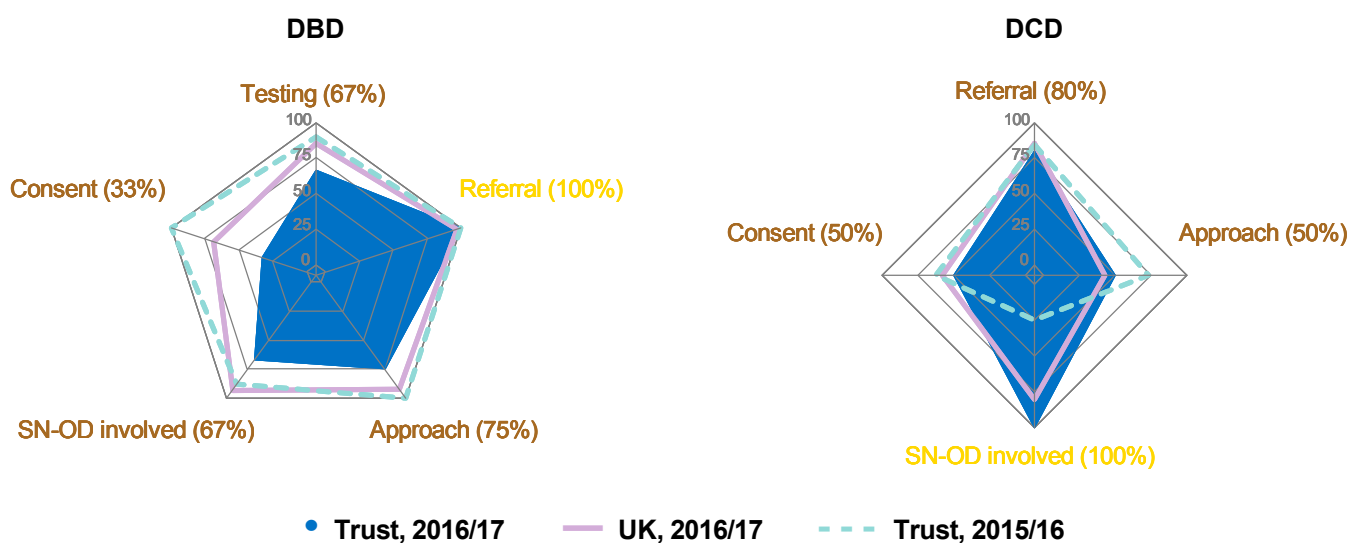 DBD
Testing (67%)
100
75
50
25
0
Consent (33%)
Referral (100%)
SN-OD involved (67%)
Approach (75%)
DCD
Referral (80%)
100
75
50
25
0
Consent (50%)
Approach (50%)
SN-OD involved (100%)
Trust, 2016/17
UK, 2016/17
Trust, 2015/16